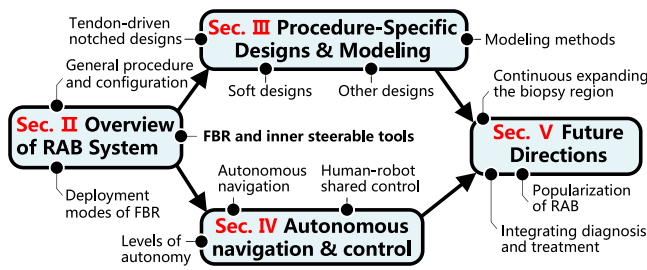 Tendon-driven
notched designs
Sec. III Procedure-Specific
Designs & Modeling
Modeling methods
Soft designs
Other designs
General procedure
and configuration
Sec. II Overview
of RAB System
FBR and inner steerable tools
Deployment
modes of FBR
Autonomous
navigation
Human-robot
shared control
Levels of
autonomy
Sec. IV Autonomous
navigation & control
Continuous expanding
the biopsy region
Sec. V Future
Directions
Popularization
of RAB
Integrating diagnosis
and treatment